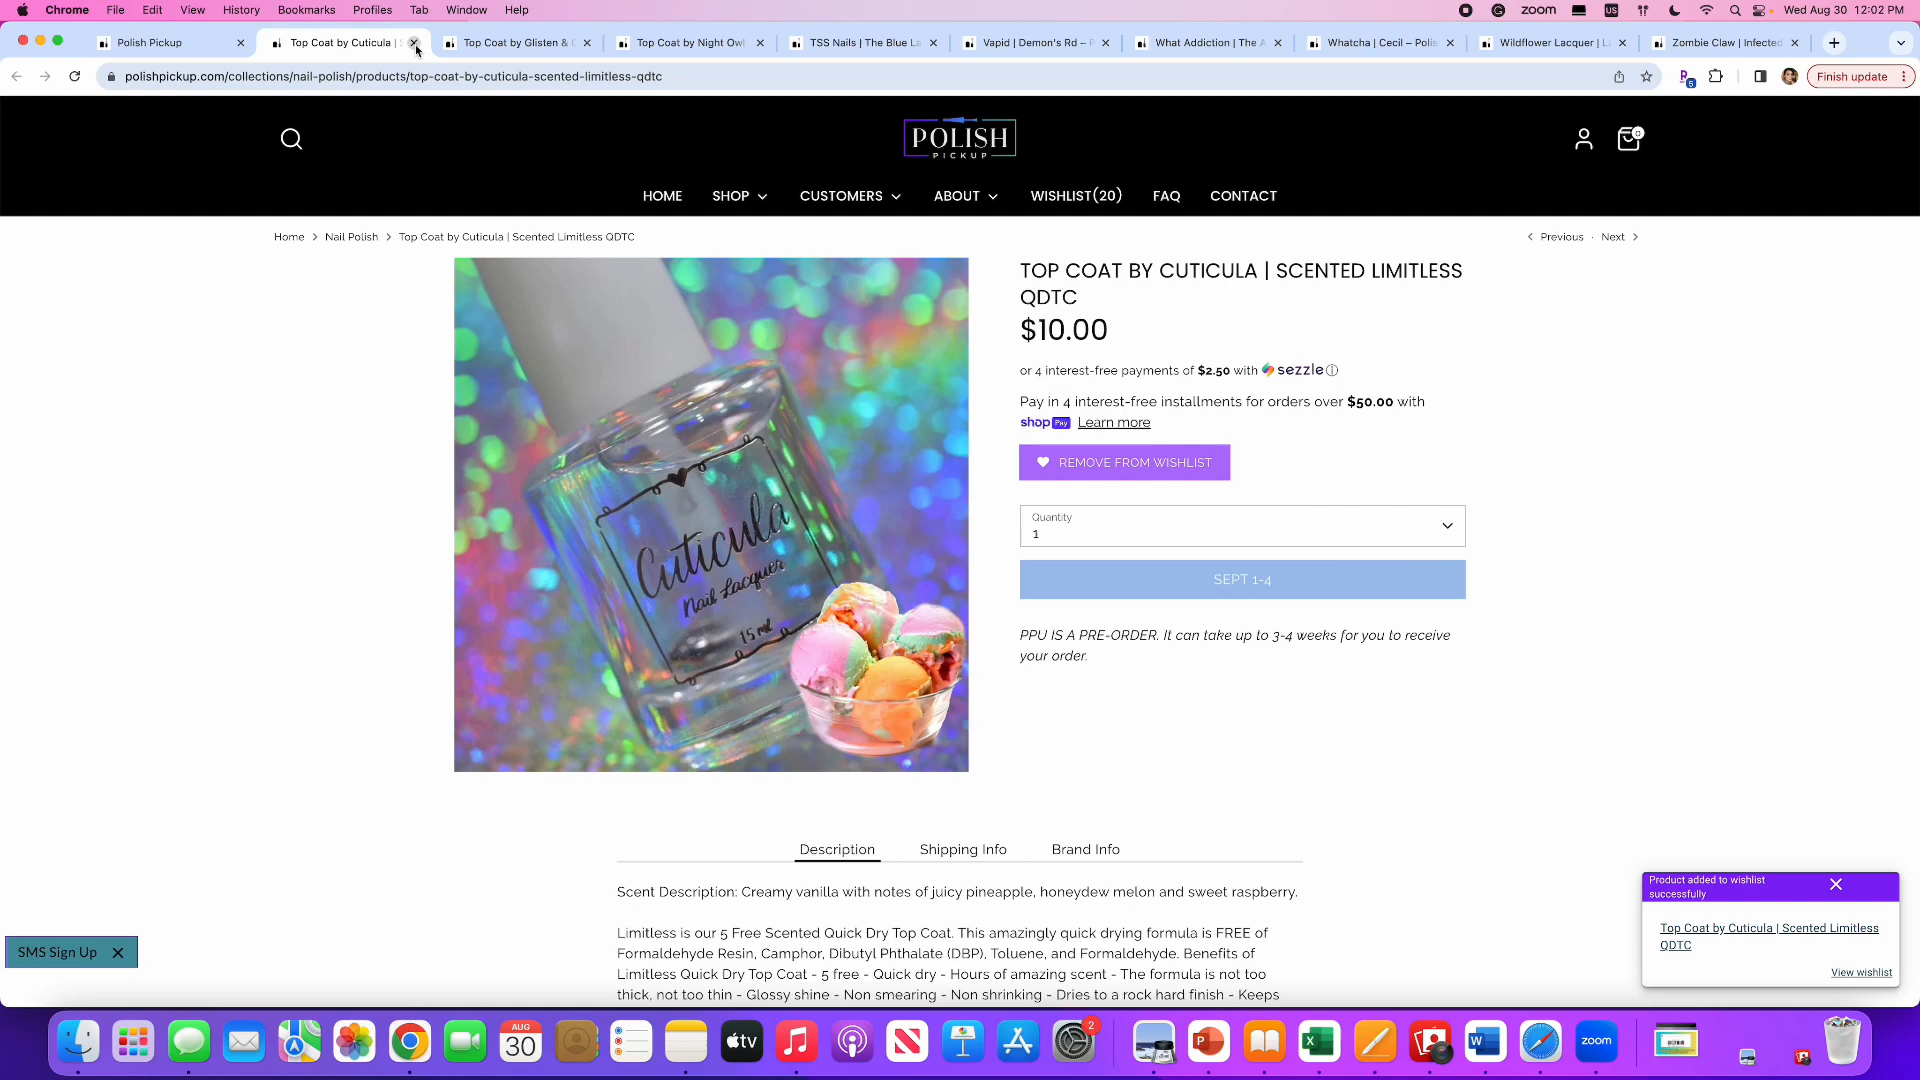 Chrome File Edit View History Bookmarks Profiles Tab Window Help zoom US Wed Aug 30 12:02 PM
Polish Pickup Top Coat by Cuticula | S Top Coat by Glisten & Top Coat by Night Owl TSS Nails | The Blue La Vapid | Demon's Rd – P What Addiction | The A Whatcha | Cecil – Polis Wildflower Lacquer | L Zombie Claw | Infected
polishpickup.com/collections/nail-polish/products/top-coat-by-cuticula-scented-limitless-qdtc
Finish update
POLISH
PICKUP
0
HOME SHOP CUSTOMERS ABOUT WISHLIST(20) FAQ CONTACT
Home > Nail Polish > Top Coat by Cuticula | Scented Limitless QDTC
< Previous · Next >
Cuticula
Nail Lacquer
15 ml
TOP COAT BY CUTICULA | SCENTED LIMITLESS
QDTC
$10.00
or 4 interest-free payments of $2.50 with sezzle
Pay in 4 interest-free installments for orders over $50.00 with
shop Pay Learn more
REMOVE FROM WISHLIST
Quantity
1
SEPT 1-4
PPU IS A PRE-ORDER. It can take up to 3-4 weeks for you to receive
your order.
Description Shipping Info Brand Info
Scent Description: Creamy vanilla with notes of juicy pineapple, honeydew melon and sweet raspberry.
Limitless is our 5 Free Scented Quick Dry Top Coat. This amazingly quick drying formula is FREE of
Formaldehyde Resin, Camphor, Dibutyl Phthalate (DBP), Toluene, and Formaldehyde. Benefits of
Limitless Quick Dry Top Coat - 5 free - Quick dry - Hours of amazing scent - The formula is not too
thick, not too thin - Glossy shine - Non smearing - Non shrinking - Dries to a rock hard finish - Keeps
SMS Sign Up
Product added to wishlist
successfully
Top Coat by Cuticula | Scented Limitless
QDTC
View wishlist
AUG
30
tv
2
zoom